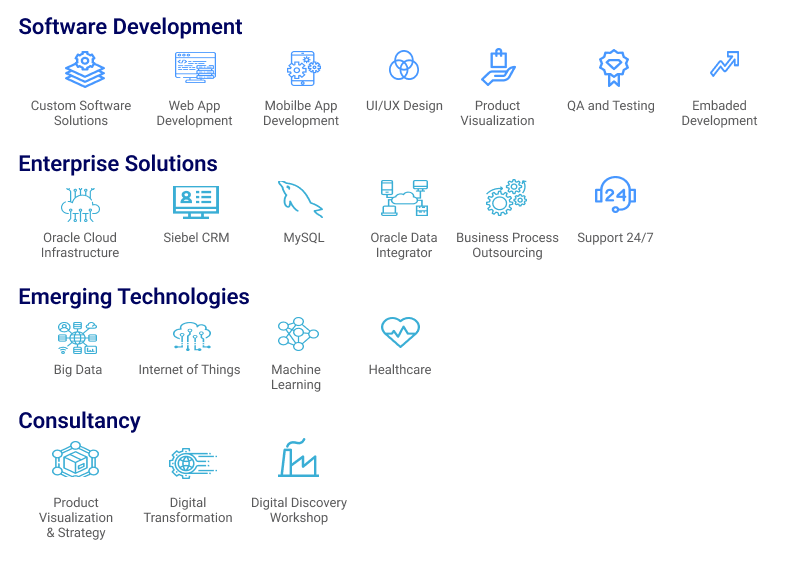 Software Development
Custom Software
Solutions
Web App
Development
Mobilbe App
Development
UI/UX Design
Product
Visualization
QA and Testing
Embaded
Development
Enterprise Solutions
24
Oracle Cloud
Infrastructure
Siebel CRM
MySQL
Oracle Data
Integrator
Business Process
Outsourcing
Support 24/7
Emerging Technologies
Big Data
Internet of Things
Machine
Learning
Healthcare
Consultancy
Product
Visualization
& Strategy
Digital
Transformation
Digital Discovery
Workshop